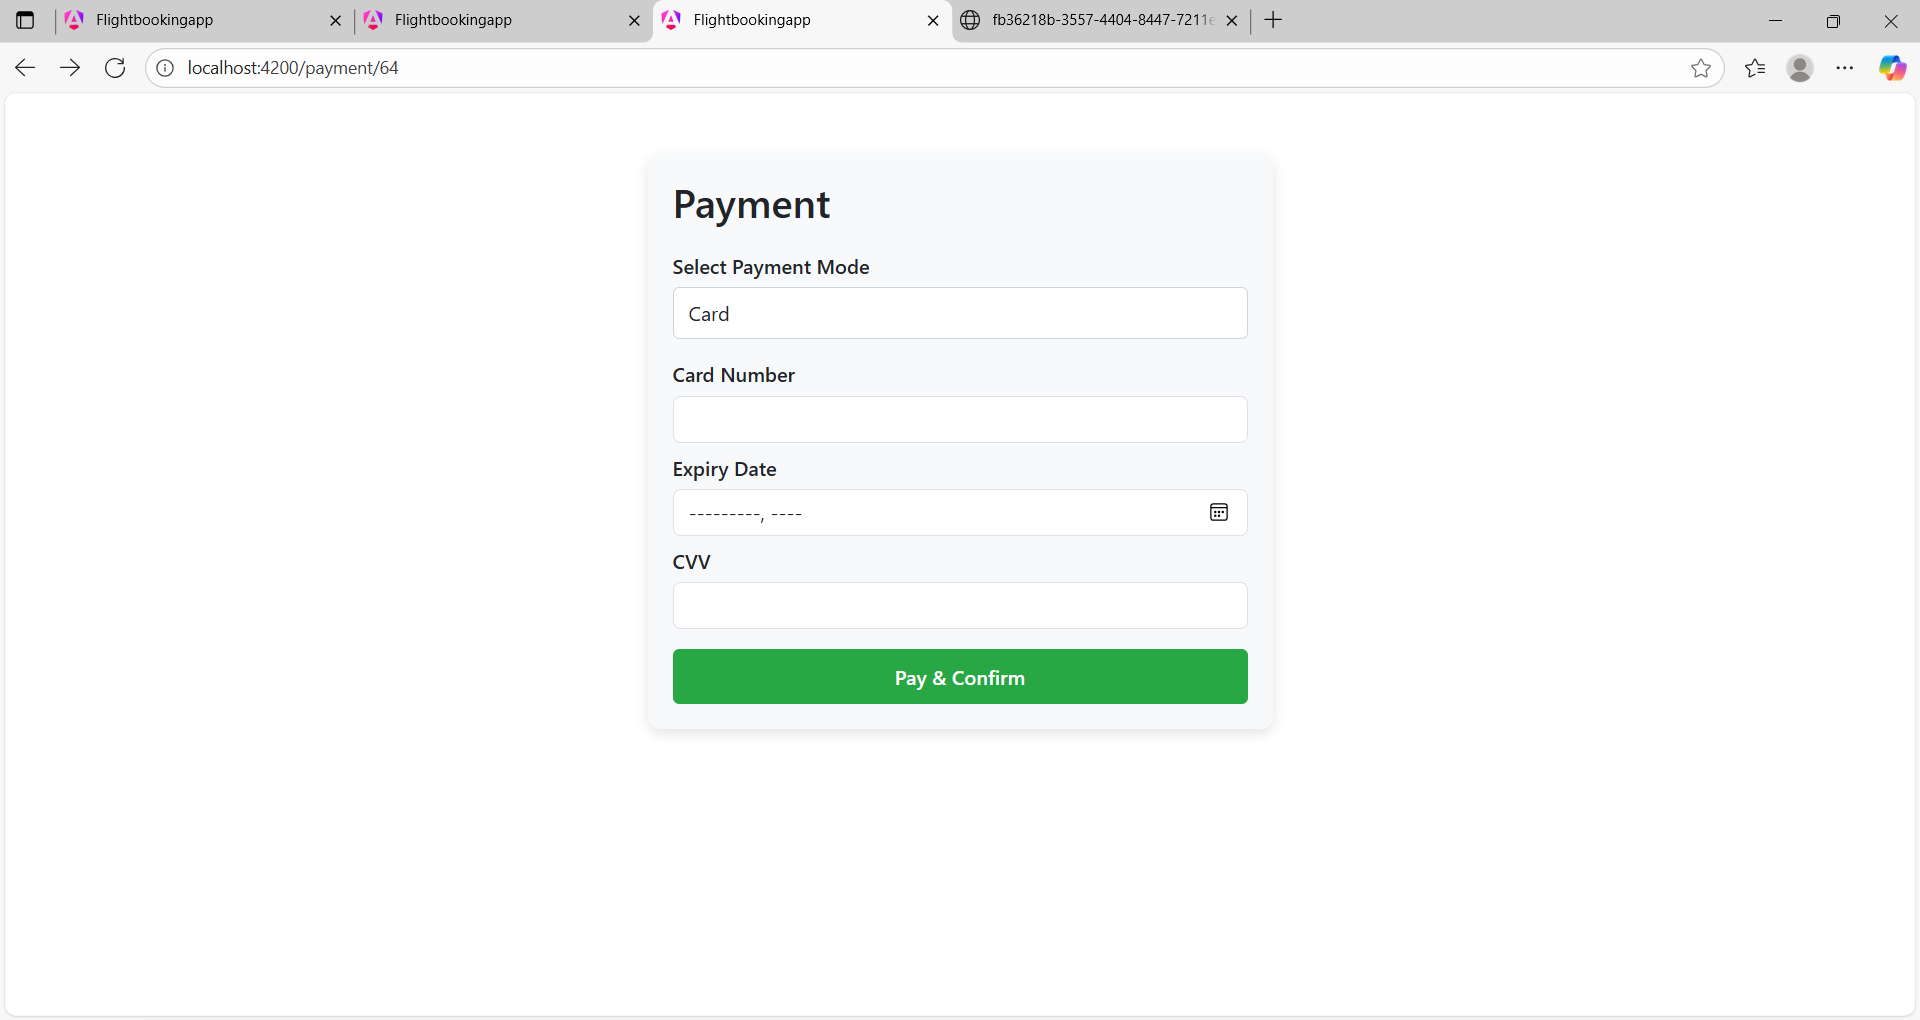 Flightbookingapp
Flightbookingapp
Flightbookingapp
fb36218b-3557-4404-8447-7211
localhost:4200/payment/64
Payment
Select Payment Mode
Card
Card Number
Expiry Date
---------, ----
CVV
Pay & Confirm